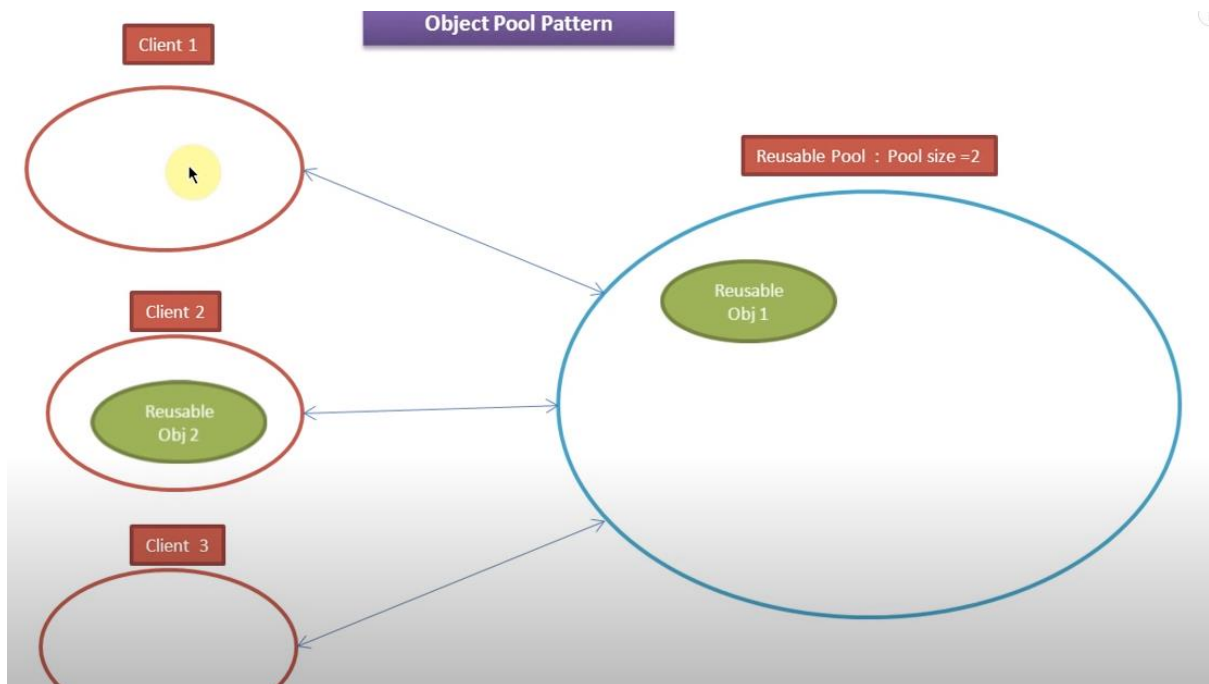 Object Pool Pattern
Client 1
Reusable Pool : Pool size =2
Reusable
Obj 1
Client 2
Reusable
Obj 2
Client 3